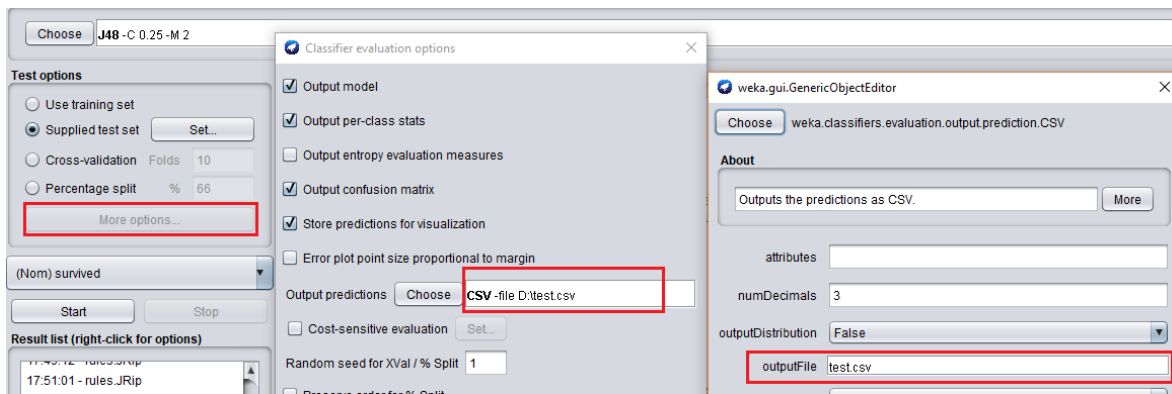 Choose J48 -C 0.25 -M 2
Test options
Use training set
Supplied test set Set...
Cross-validation Folds 10
Percentage split % 66
More options...
(Nom) survived
Start Stop
Result list (right-click for options)
17:51:01 - rules.JRip
Classifier evaluation options
Output model
Output per-class stats
Output entropy evaluation measures
Output confusion matrix
Store predictions for visualization
Error plot point size proportional to margin
Output predictions Choose CSV -file D:\test.csv
Cost-sensitive evaluation Set...
Random seed for XVal / % Split 1
Preserve order for % Split
weka.gui.GenericObjectEditor
Choose weka.classifiers.evaluation.output.prediction.CSV
About
Outputs the predictions as CSV. More
attributes
numDecimals 3
outputDistribution False
outputFile test.csv